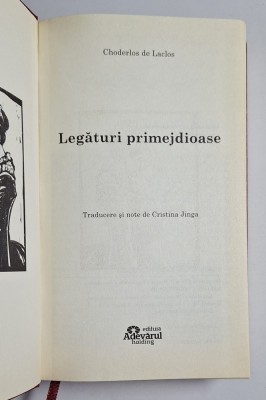 Choderlos de Laclos
Legături primejdioase
Traducere și note de Cristina Jinga
editura
Adevărul
holding